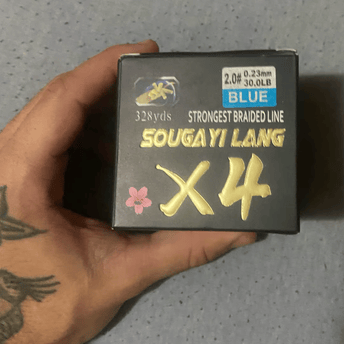 2.0# 0.23mm
30.0LB
BLUE
328yds STRONGEST BRAIDED LINE
SOUGAYI LANG
X4